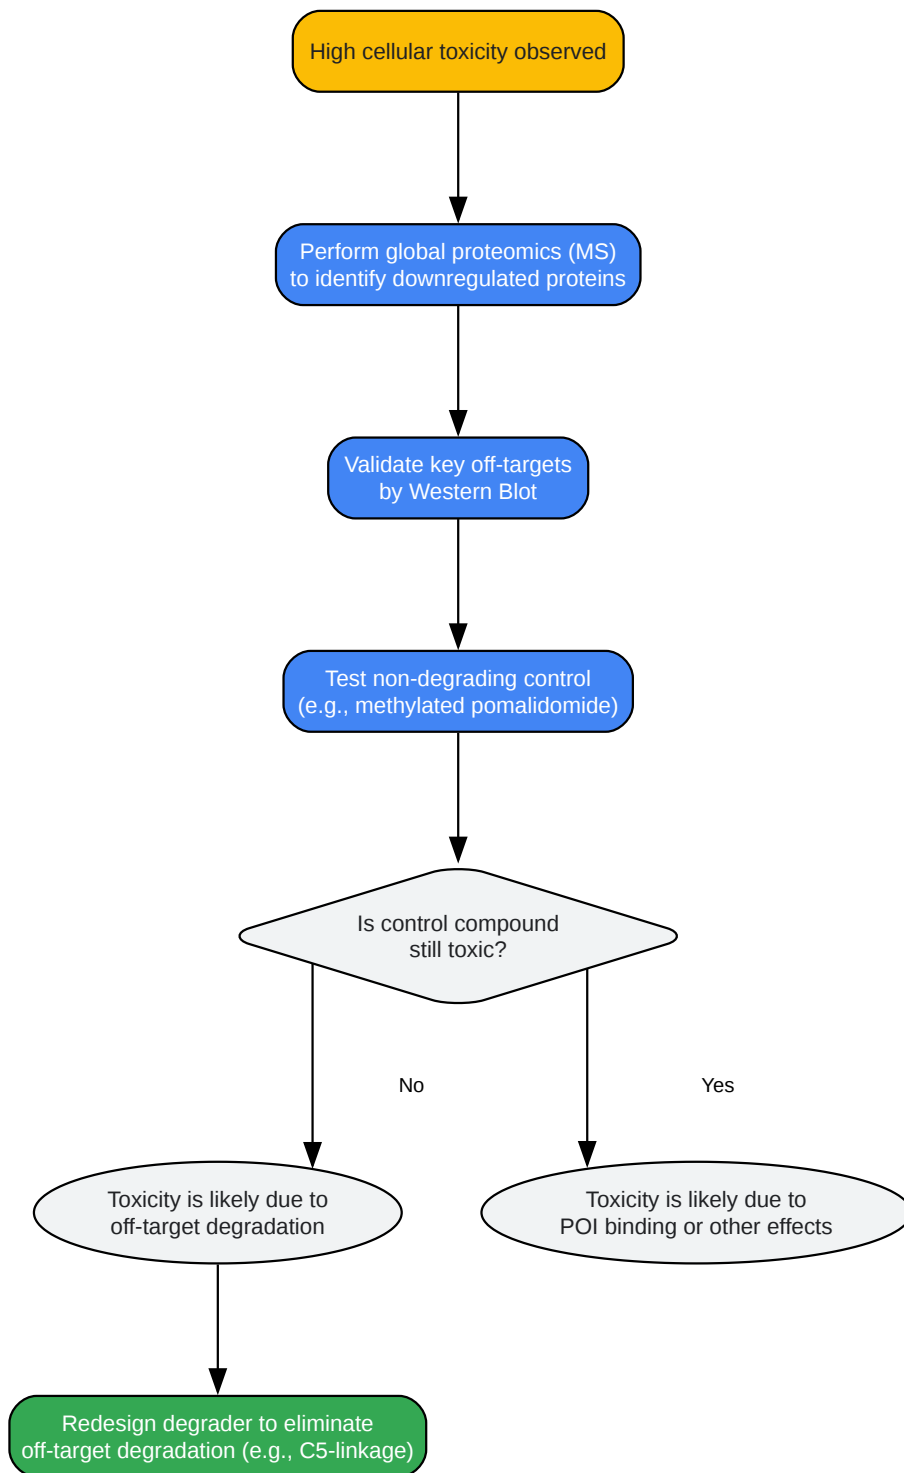 High cellular toxicity observed
Perform global proteomics (MS)
to identify downregulated proteins
Validate key off-targets
by Western Blot
Test non-degrading control
(e.g., methylated pomalidomide)
Is control compound
still toxic?
No
Yes
Toxicity is likely due to
off-target degradation
Toxicity is likely due to
POI binding or other effects
Redesign degrader to eliminate
off-target degradation (e.g., C5-linkage)